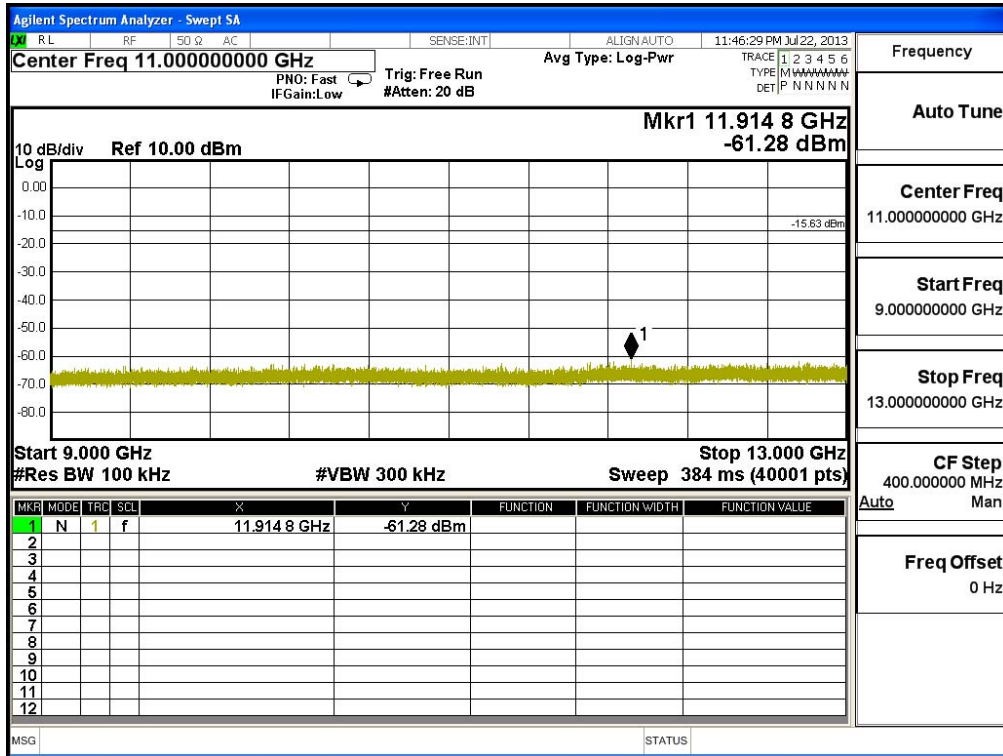 Agilent Spectrum Analyzer - Swept SA
LXI RL RF 50 Ω AC SENSE:INT ALIGNAUTO 11:46:29 PM Jul 22, 2013
Center Freq 11.000000000 GHz
PNO: Fast
IFGain:Low
Trig: Free Run
#Atten: 20 dB
Avg Type: Log-Pwr
TRACE 1 2 3 4 5 6
TYPE M
DET P N N N N N
Mkr1 11.914 8 GHz
-61.28 dBm
10 dB/div Ref 10.00 dBm
Log
0.00
-10.0
-15.63 dBm
-20.0
-30.0
-40.0
-50.0
1
-60.0
-70.0
-80.0
Start 9.000 GHz Stop 13.000 GHz
#Res BW 100 kHz #VBW 300 kHz Sweep 384 ms (40001 pts)
MKR MODE TRC SCL X Y FUNCTION FUNCTION WIDTH FUNCTION VALUE
1 N 1 f 11.914 8 GHz -61.28 dBm
2
3
4
5
6
7
8
9
10
11
12
MSG STATUS
Frequency
Auto Tune
Center Freq
11.000000000 GHz
Start Freq
9.000000000 GHz
Stop Freq
13.000000000 GHz
CF Step
400.000000 MHz
Auto Man
Freq Offset
0 Hz